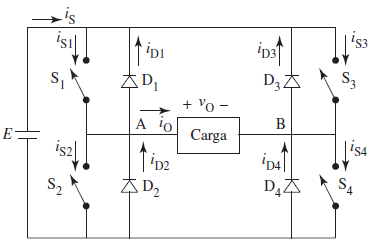 iS
iS1 iD1 iD3 iS3
S1 D1 D3 S3
+ vO −
A iO Carga B
E
iS2 iD2 iD4 iS4
S2 D2 D4 S4